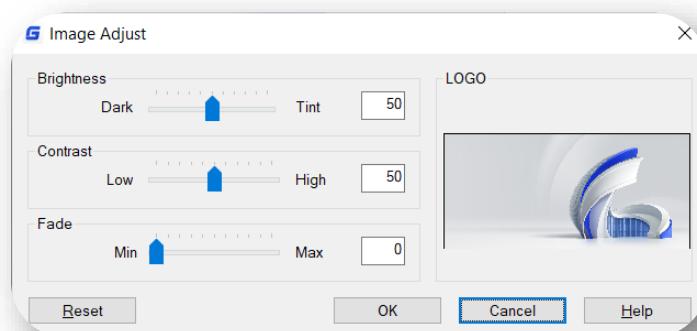 Image Adjust
Brightness
Dark Tint 50
Contrast
Low High 50
Fade
Min Max 0
LOGO
Reset OK Cancel Help